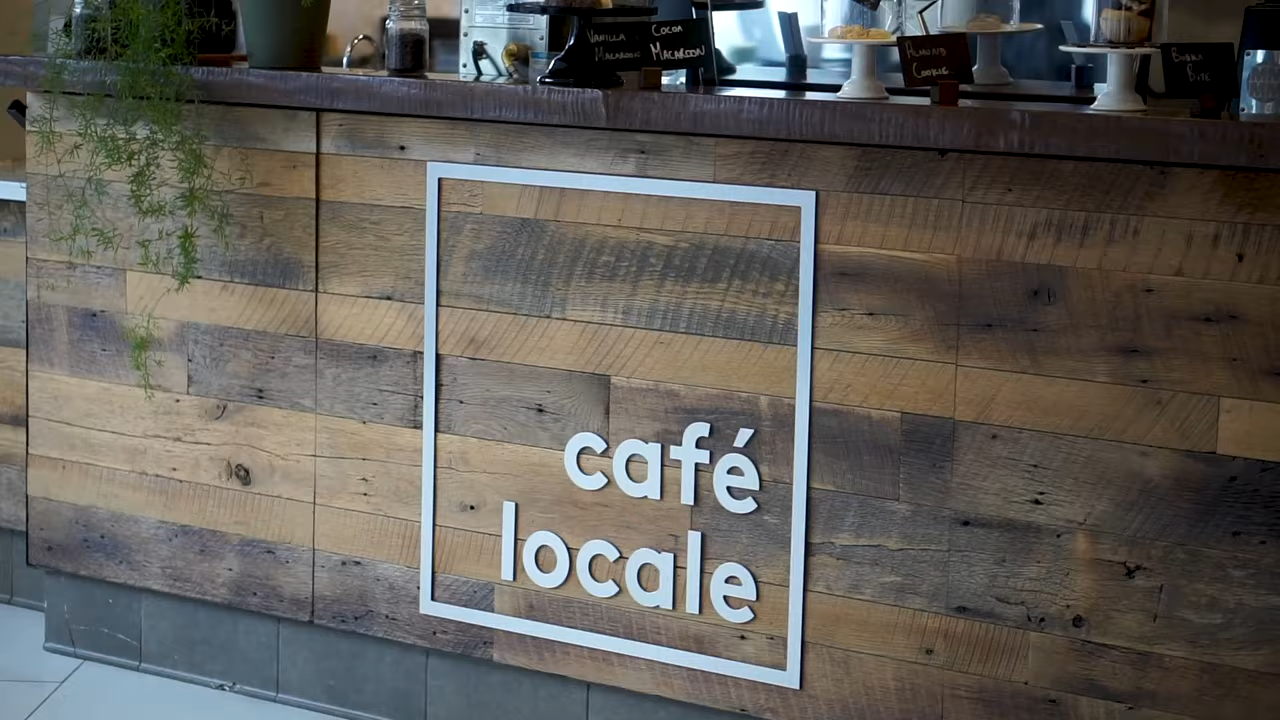 Vanilla
Macaroon
Cocoa
Macaroon
Almond
Cookie
Bubba
Bite
café
locale